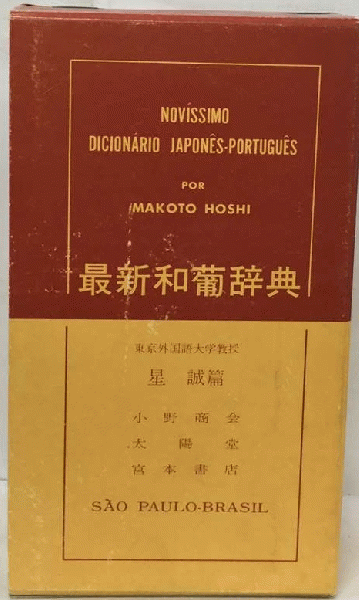 NOVÍSSIMO
DICIONÁRIO JAPONÊS-PORTUGUÊS
POR
MAKOTO HOSHI
最新和葡辞典
東京外国語大学教授
星 誠篇
小野商会
太陽堂
宮本書店
SÃO PAULO-BRASIL